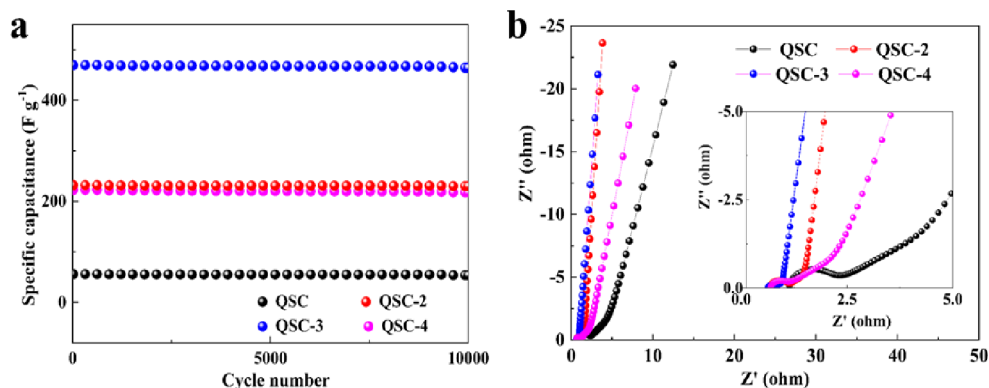 a
Specific capacitance (F g⁻¹)
400
200
0
QSC
QSC-2
QSC-3
QSC-4
0
5000
10000
Cycle number
b
Z'' (ohm)
-25
-20
-15
-10
-5
0
QSC
QSC-2
QSC-3
QSC-4
Z'' (ohm)
-5.0
-2.5
0.0
0.0
2.5
5.0
Z' (ohm)
0
10
20
30
40
50
Z' (ohm)